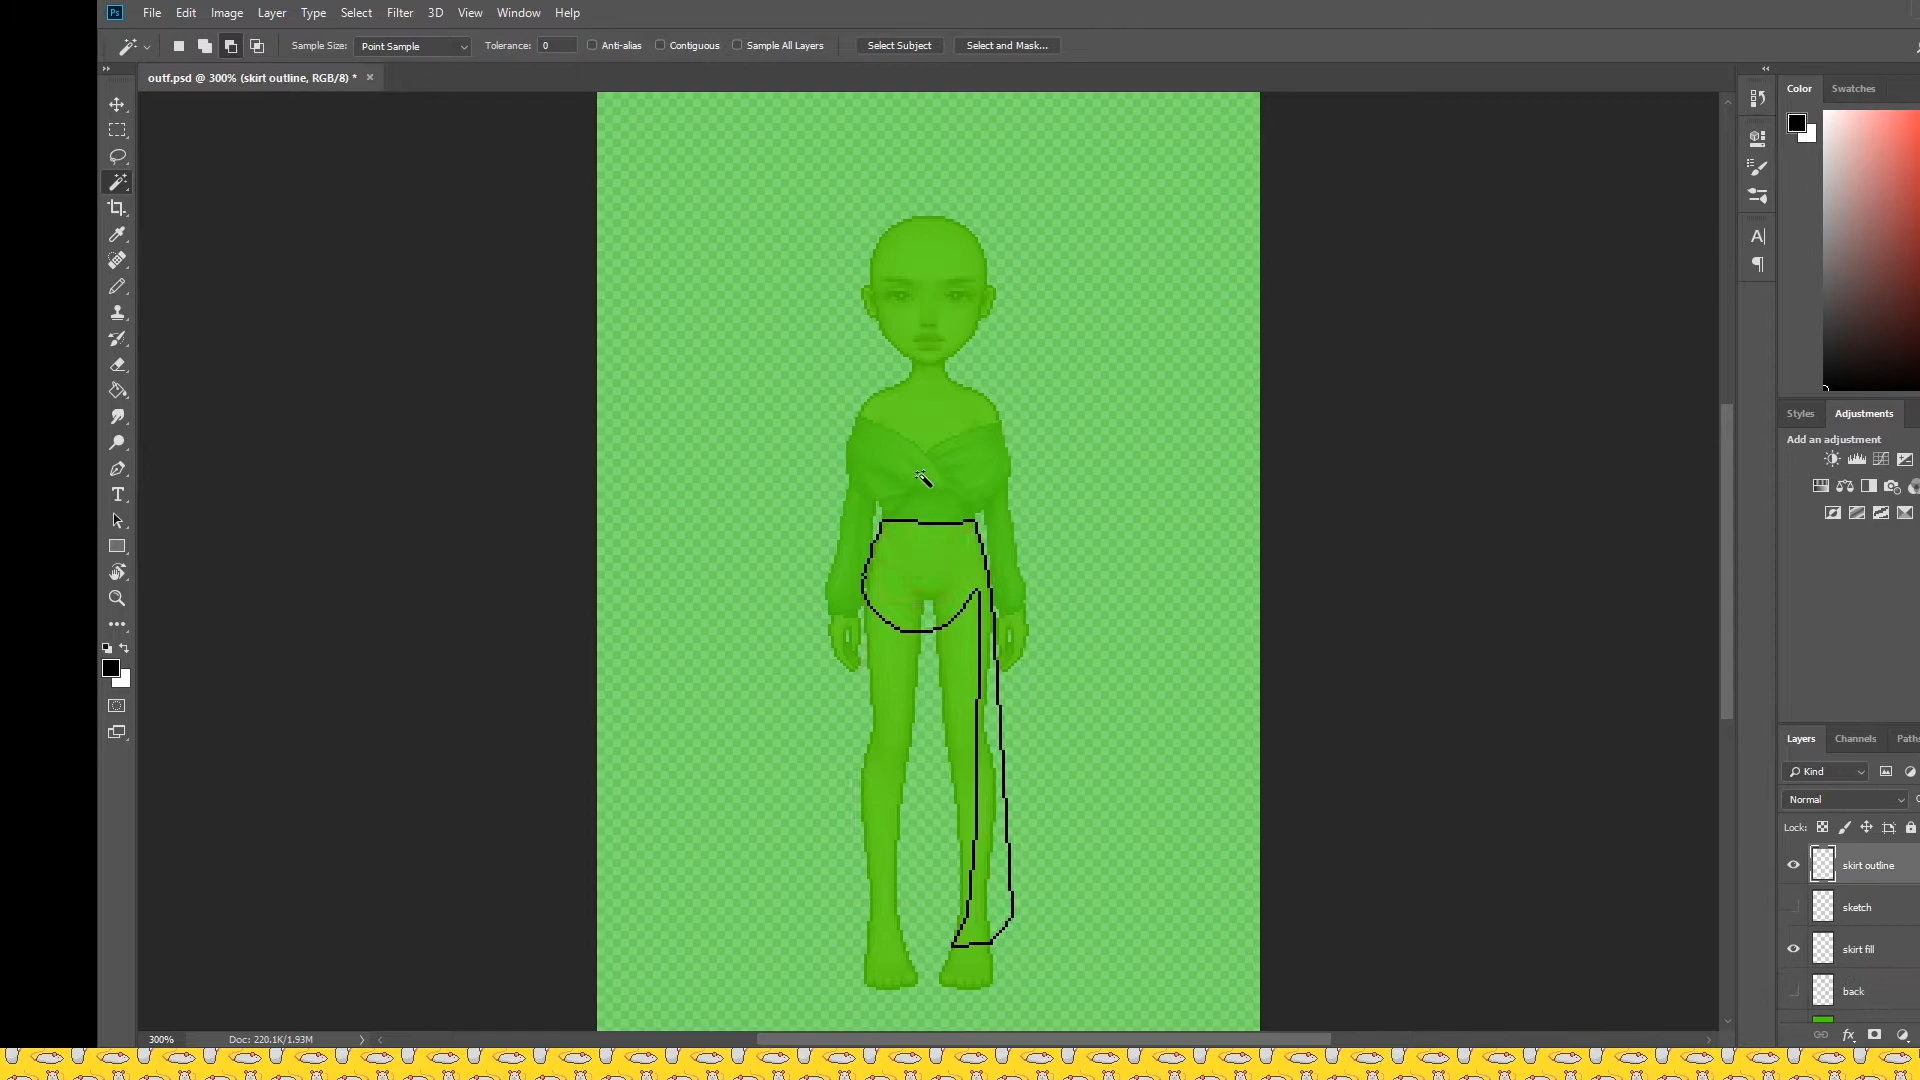 Ps File Edit Image Layer Type Select Filter 3D View Window Help
Sample Size: Point Sample Tolerance: 0 Anti-alias Contiguous Sample All Layers Select Subject Select and Mask...
outf.psd @ 300% (skirt outline, RGB/8) * ×
Color Swatches
Styles Adjustments
Add an adjustment
Layers Channels Paths
Kind
Normal
Lock:
skirt outline
sketch
skirt fill
back
fx
300% Doc: 220.1K/1.93M